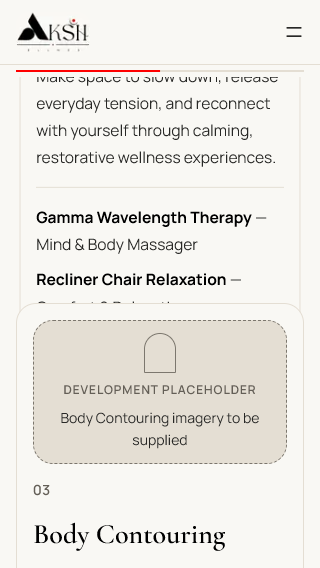 AKSH
Make space to slow down, release
everyday tension, and reconnect
with yourself through calming,
restorative wellness experiences.
Gamma Wavelength Therapy —
Mind & Body Massager
Recliner Chair Relaxation —
DEVELOPMENT PLACEHOLDER
Body Contouring imagery to be
supplied
03
Body Contouring